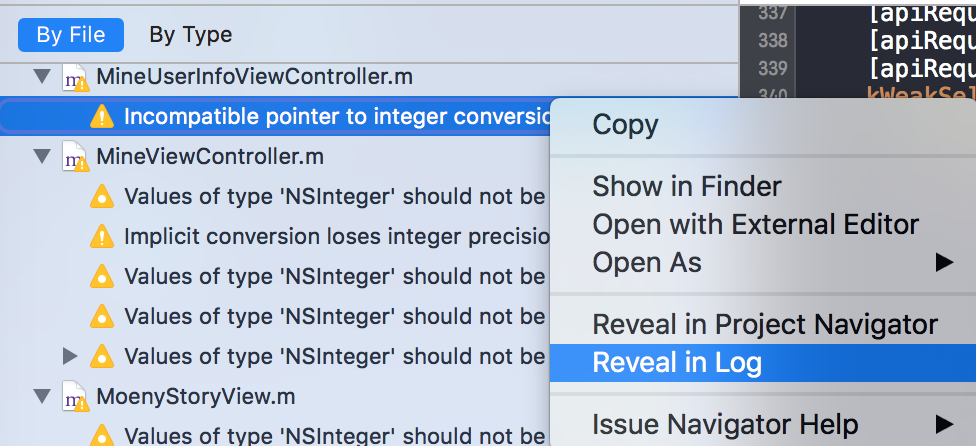 By File By Type
MineUserInfoViewController.m
Incompatible pointer to integer conversio
MineViewController.m
Values of type 'NSInteger' should not be
Implicit conversion loses integer precisio
Values of type 'NSInteger' should not be
Values of type 'NSInteger' should not be
Values of type 'NSInteger' should not be
MoenyStoryView.m
Values of type 'NSInteger' should not be
Copy
Show in Finder
Open with External Editor
Open As
Reveal in Project Navigator
Reveal in Log
Issue Navigator Help
337 [apiRequ
338 [apiRequ
339 [apiRequ
340 kWeakSel